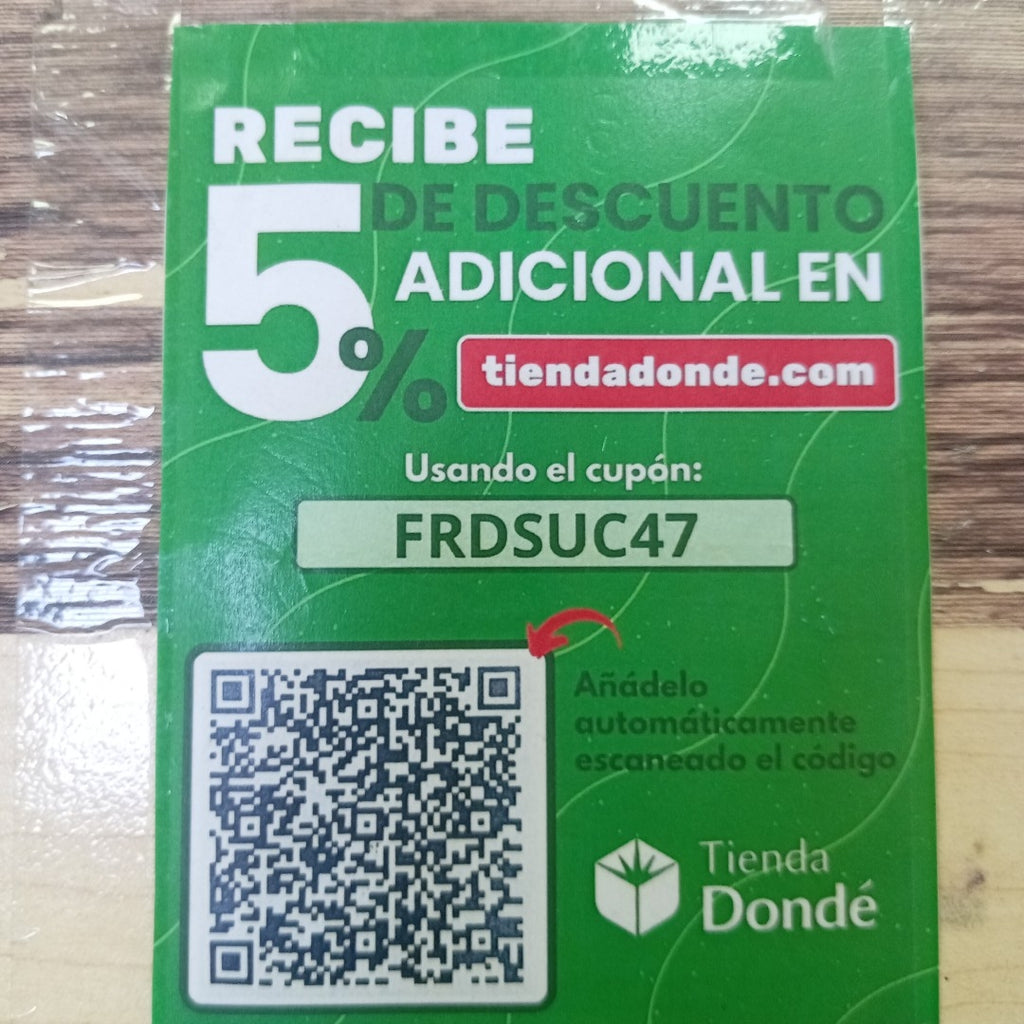 RECIBE
5% DE DESCUENTO
ADICIONAL EN
tiendadonde.com
Usando el cupón:
FRDSUC47
Añádelo
automáticamente
escaneado el código
Tienda
Dondé